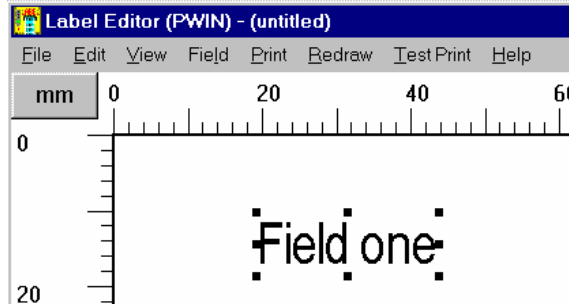 Label Editor (PWIN) - (untitled)
File Edit View Field Print Redraw Test Print Help
mm 0 20 40 60
0
Field one
20